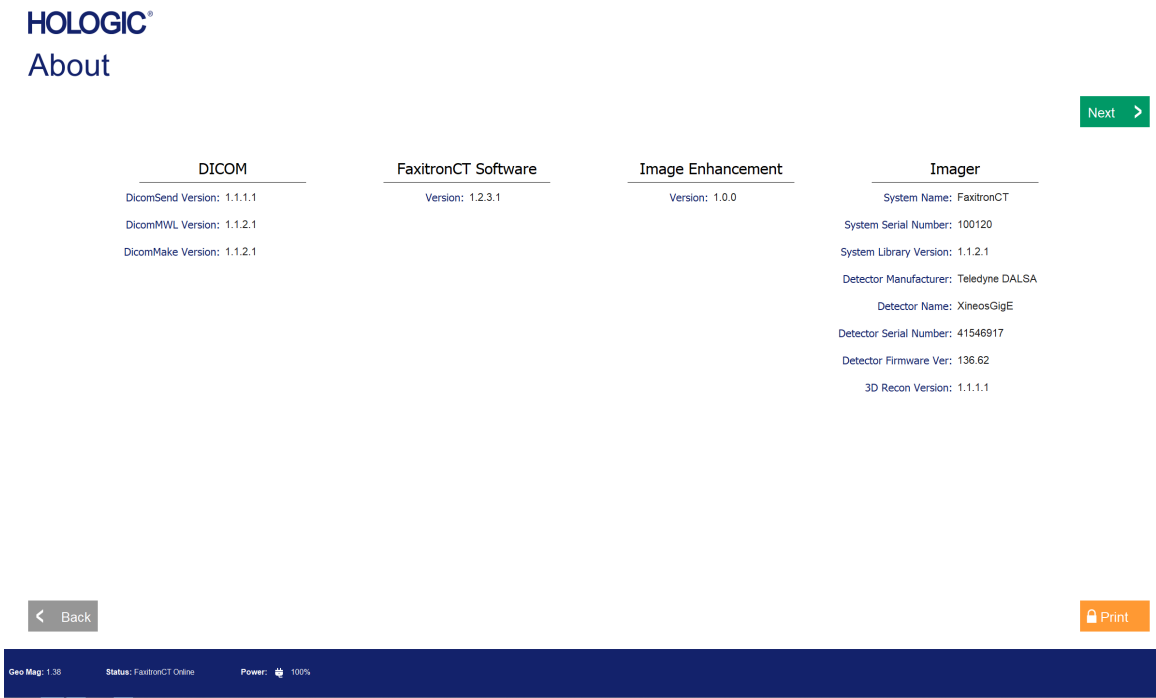 HOLOGIC®
About
Next
DICOM
DicomSend Version: 1.1.1.1
DicomMWL Version: 1.1.2.1
DicomMake Version: 1.1.2.1
FaxitronCT Software
Version: 1.2.3.1
Image Enhancement
Version: 1.0.0
Imager
System Name: FaxitronCT
System Serial Number: 100120
System Library Version: 1.1.2.1
Detector Manufacturer: Teledyne DALSA
Detector Name: XineosGigE
Detector Serial Number: 41546917
Detector Firmware Ver: 136.62
3D Recon Version: 1.1.1.1
Back
Print
Geo Mag: 1.38 Status: FaxitronCT Online Power: 100%